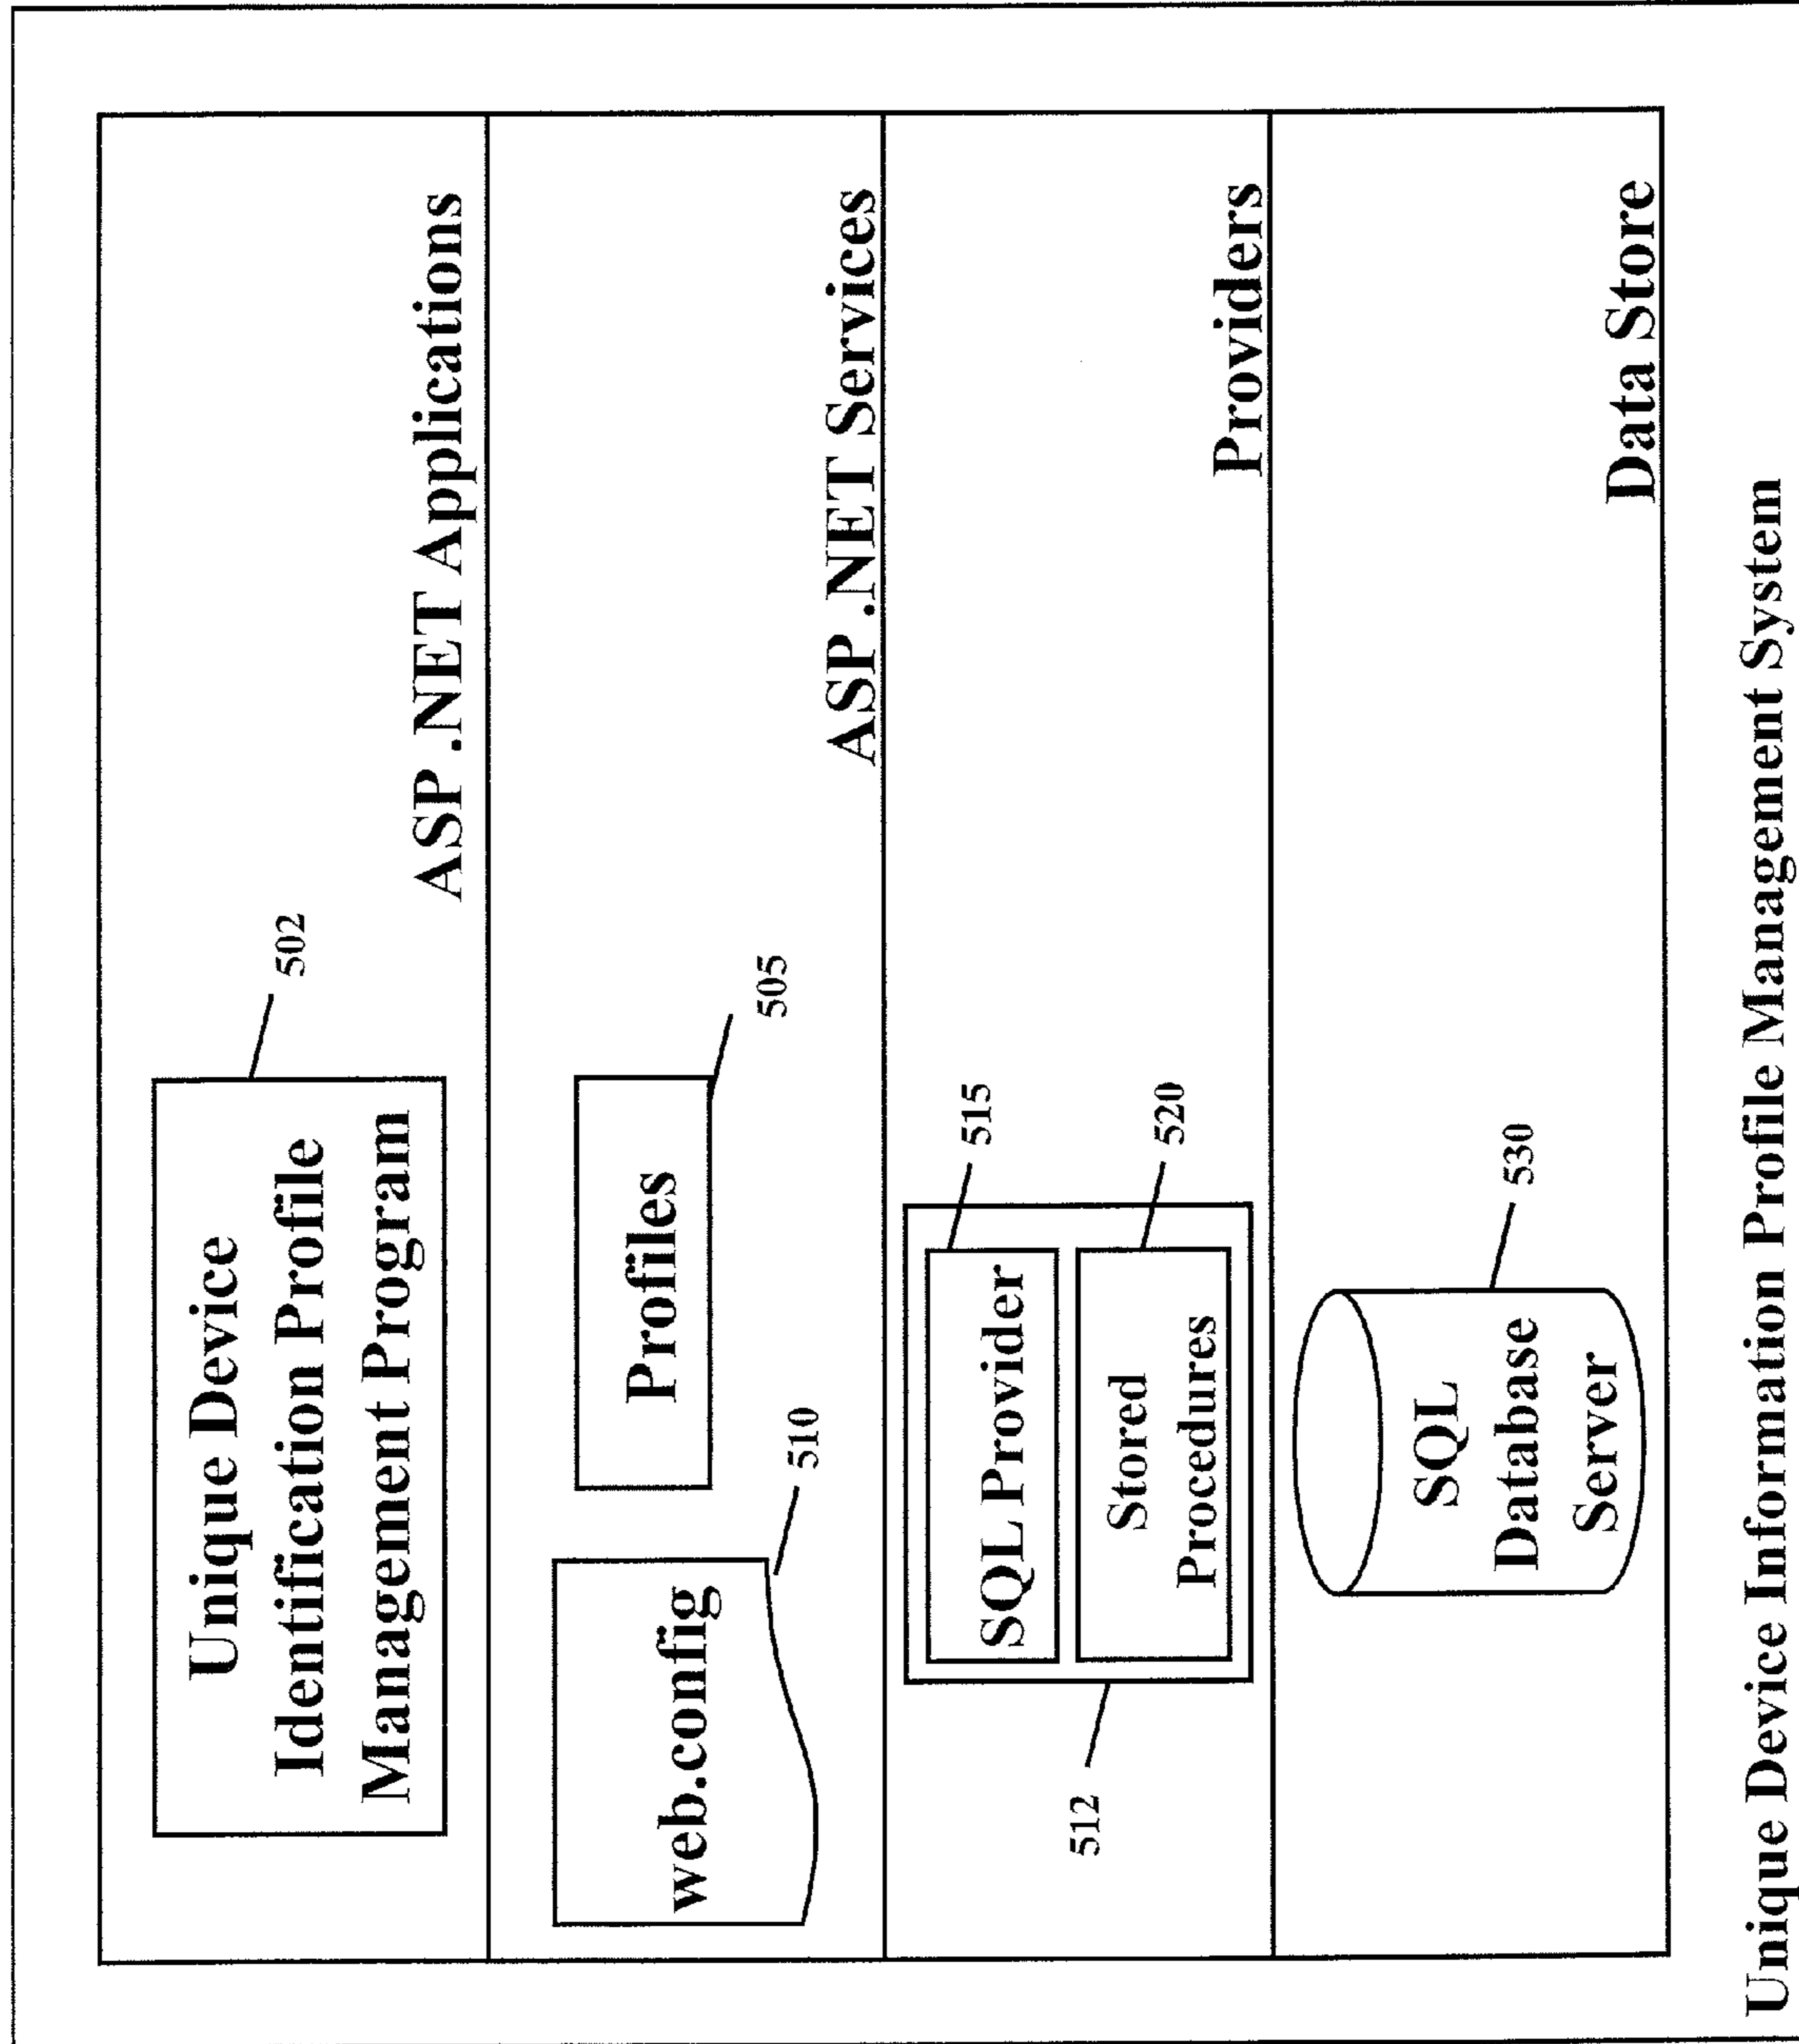 Unique Device
Identification Profile
Management Program
502
ASP .NET Applications
web.config
510
Profiles
505
ASP .NET Services
512
SQL Provider
515
Stored
Procedures
520
Providers
SQL
Database
Server
530
Data Store
Unique Device Information Profile Management System